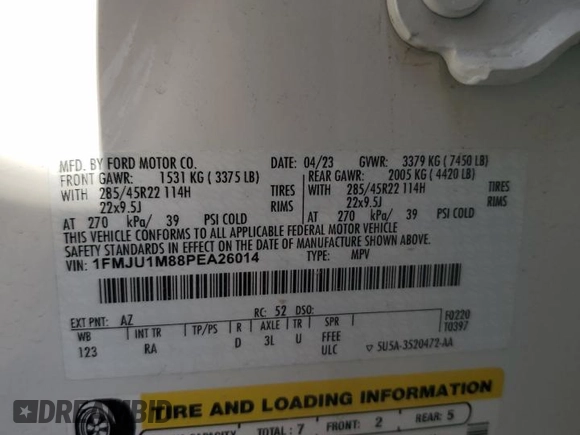 MFD. BY FORD MOTOR CO. DATE: 04/23 GVWR: 3379 KG ( 7450 LB)
FRONT GAWR: 1531 KG ( 3375 LB) REAR GAWR: 2005 KG ( 4420 LB)
WITH 285/45R22 114H TIRES WITH 285/45R22 114H TIRES
22x9.5J RIMS 22x9.5J RIMS
AT 270 kPa/ 39 PSI COLD AT 270 kPa/ 39 PSI COLD
THIS VEHICLE CONFORMS TO ALL APPLICABLE FEDERAL MOTOR VEHICLE
SAFETY STANDARDS IN EFFECT ON THE DATE OF MANUFACTURE SHOWN ABOVE.
VIN: 1FMJU1M88PEA26014 TYPE: MPV
EXT PNT: AZ RC: 52 DSO: F0220
T0397
WB INT TR TP/PS R AXLE TR SPR
123 RA D 3L U FFEE
ULC ▽ 5U5A-3520472-AA
TIRE AND LOADING INFORMATION
SEATING CAPACITY TOTAL: 7 FRONT: 2 REAR: 5
DREAMBID